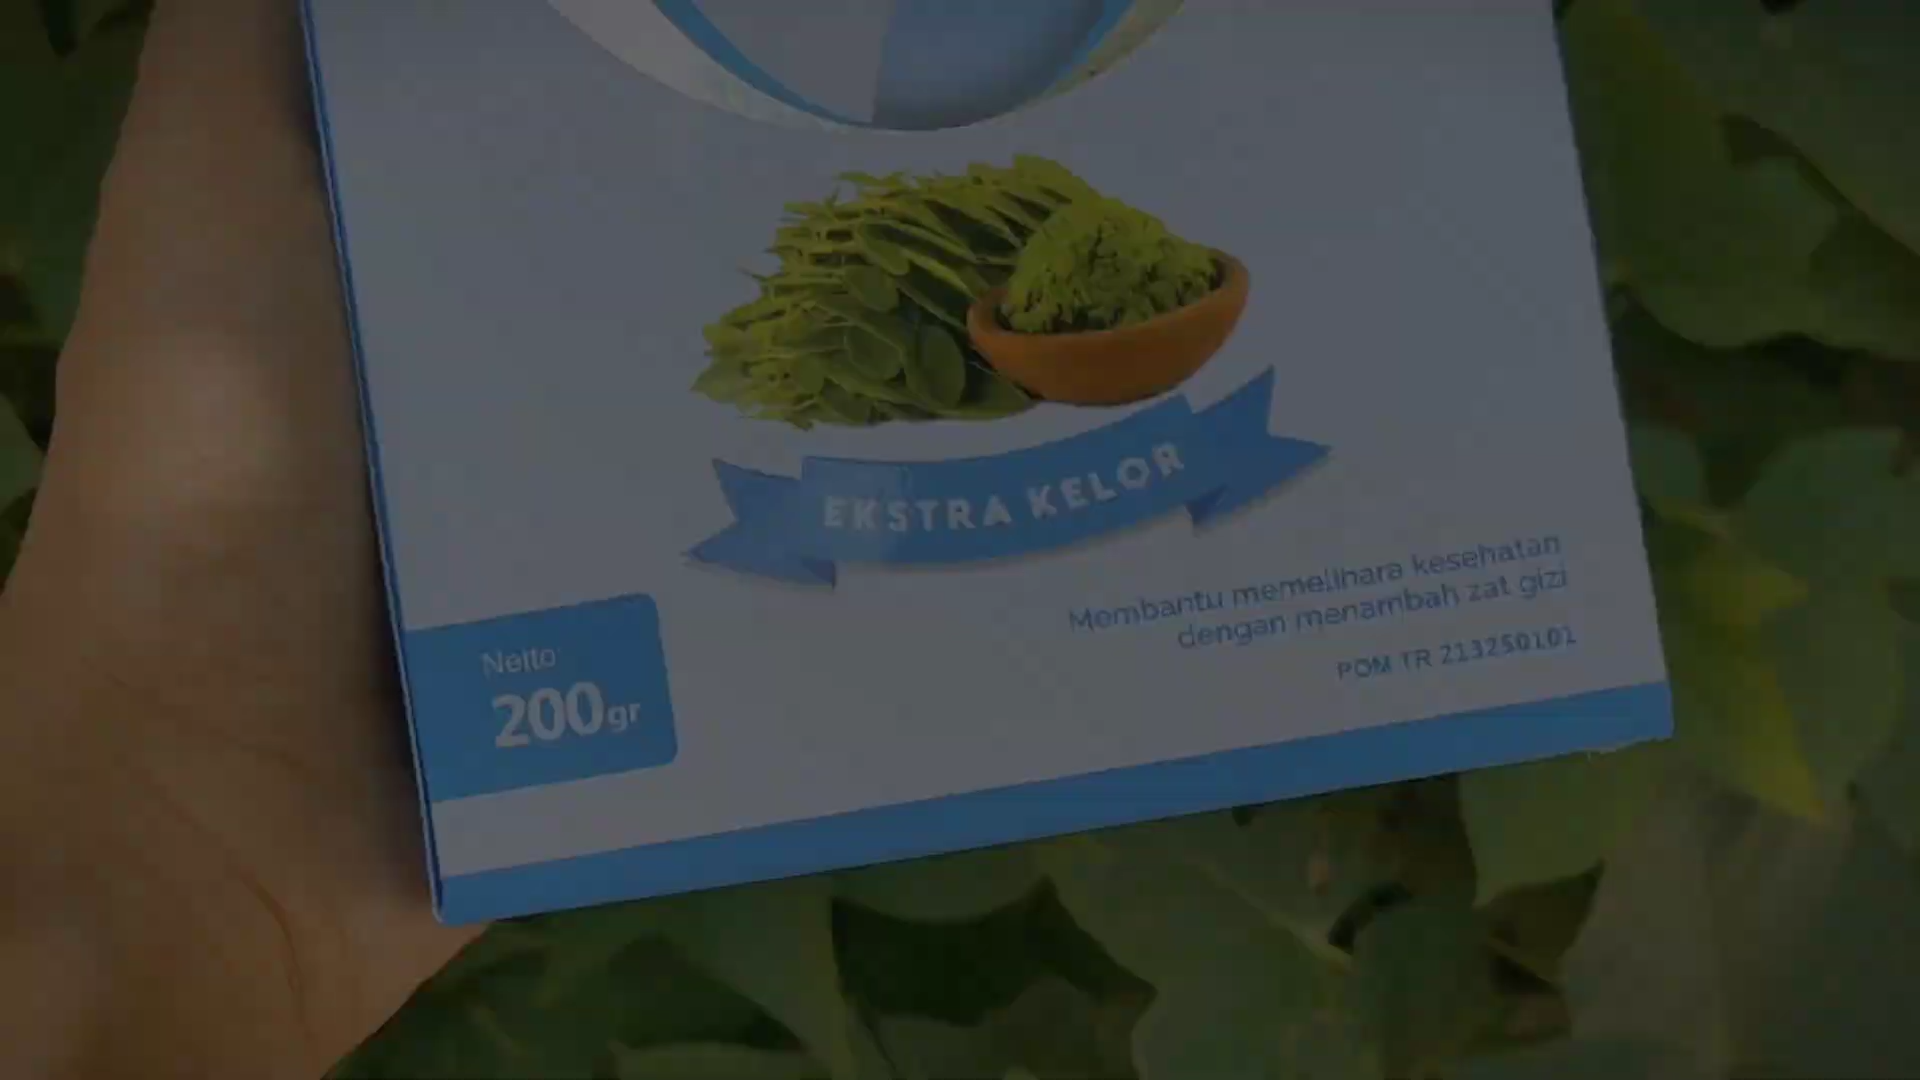 EKSTRA KELOR
Membantu memelihara kesehatan
dengan menambah zat gizi
POM TR 213250101
Netto
200gr